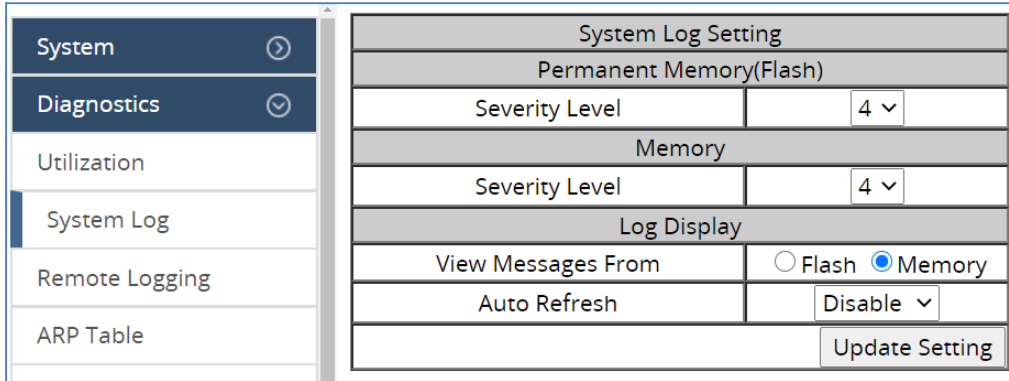 System
Diagnostics
Utilization
System Log
Remote Logging
ARP Table
System Log Setting
Permanent Memory(Flash)
Severity Level 4
Memory
Severity Level 4
Log Display
View Messages From Flash Memory
Auto Refresh Disable
Update Setting